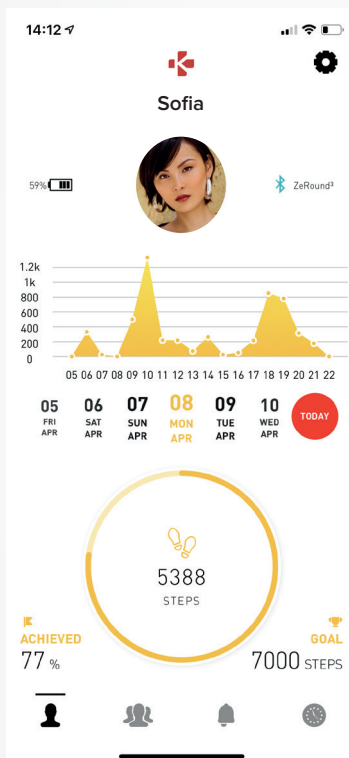 14:12
Sofia
59%
ZeRound³
1.2k
1k
800
600
400
200
0
05 06 07 08 09 10 11 12 13 14 15 16 17 18 19 20 21 22
05 06 07 08 09 10
FRI SAT SUN MON TUE WED
APR APR APR APR APR APR
TODAY
5388
STEPS
ACHIEVED
77 %
GOAL
7000 STEPS